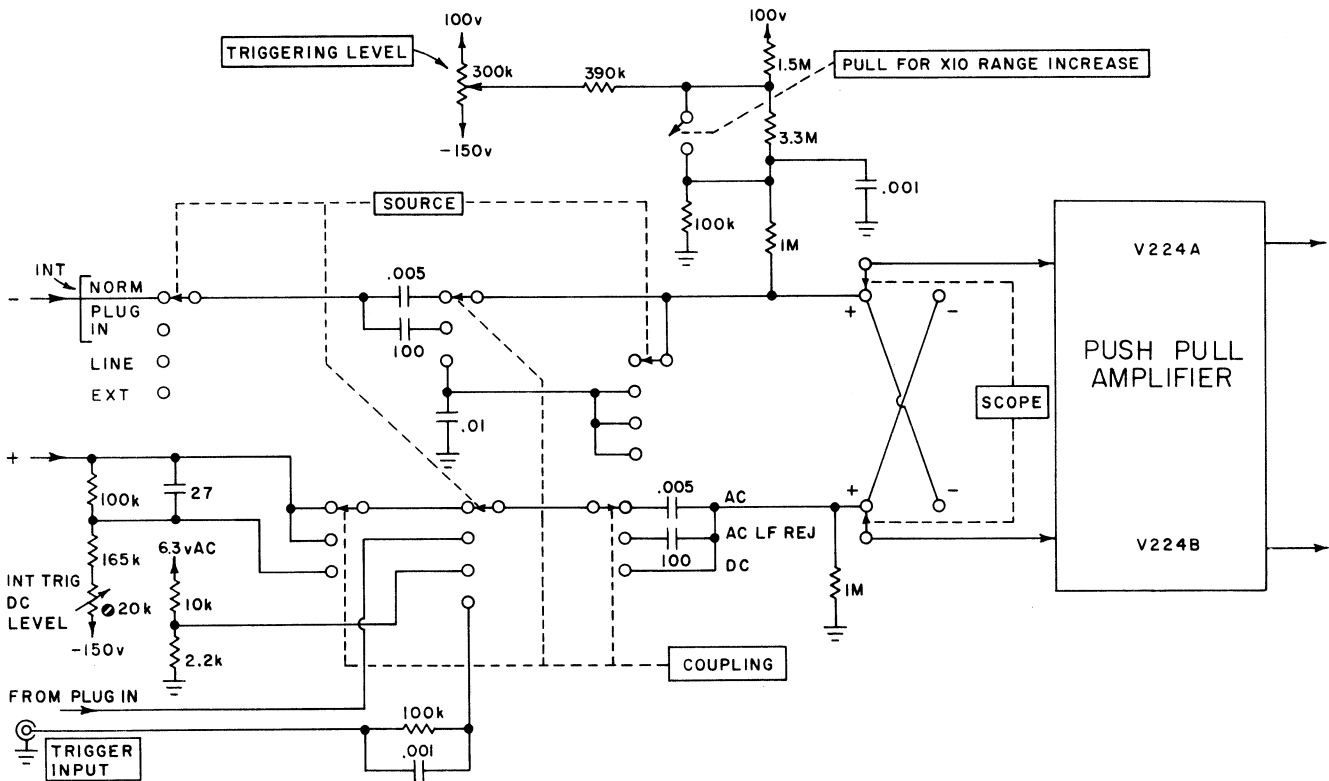 100v
100v
TRIGGERING LEVEL
300k
390k
1.5M
PULL FOR X10 RANGE INCREASE
-150v
3.3M
.001
SOURCE
100k
1M
INT
NORM
PLUG
IN
LINE
EXT
-
.005
100
.01
+
-
V224A
PUSH PULL
AMPLIFIER
SCOPE
+
100k
27
165k
6.3vAC
INT TRIG
DC
LEVEL
20k
10k
-150v
2.2k
.005
AC
AC LF REJ
100
DC
+
-
1M
V224B
COUPLING
FROM PLUG IN
100k
.001
TRIGGER
INPUT